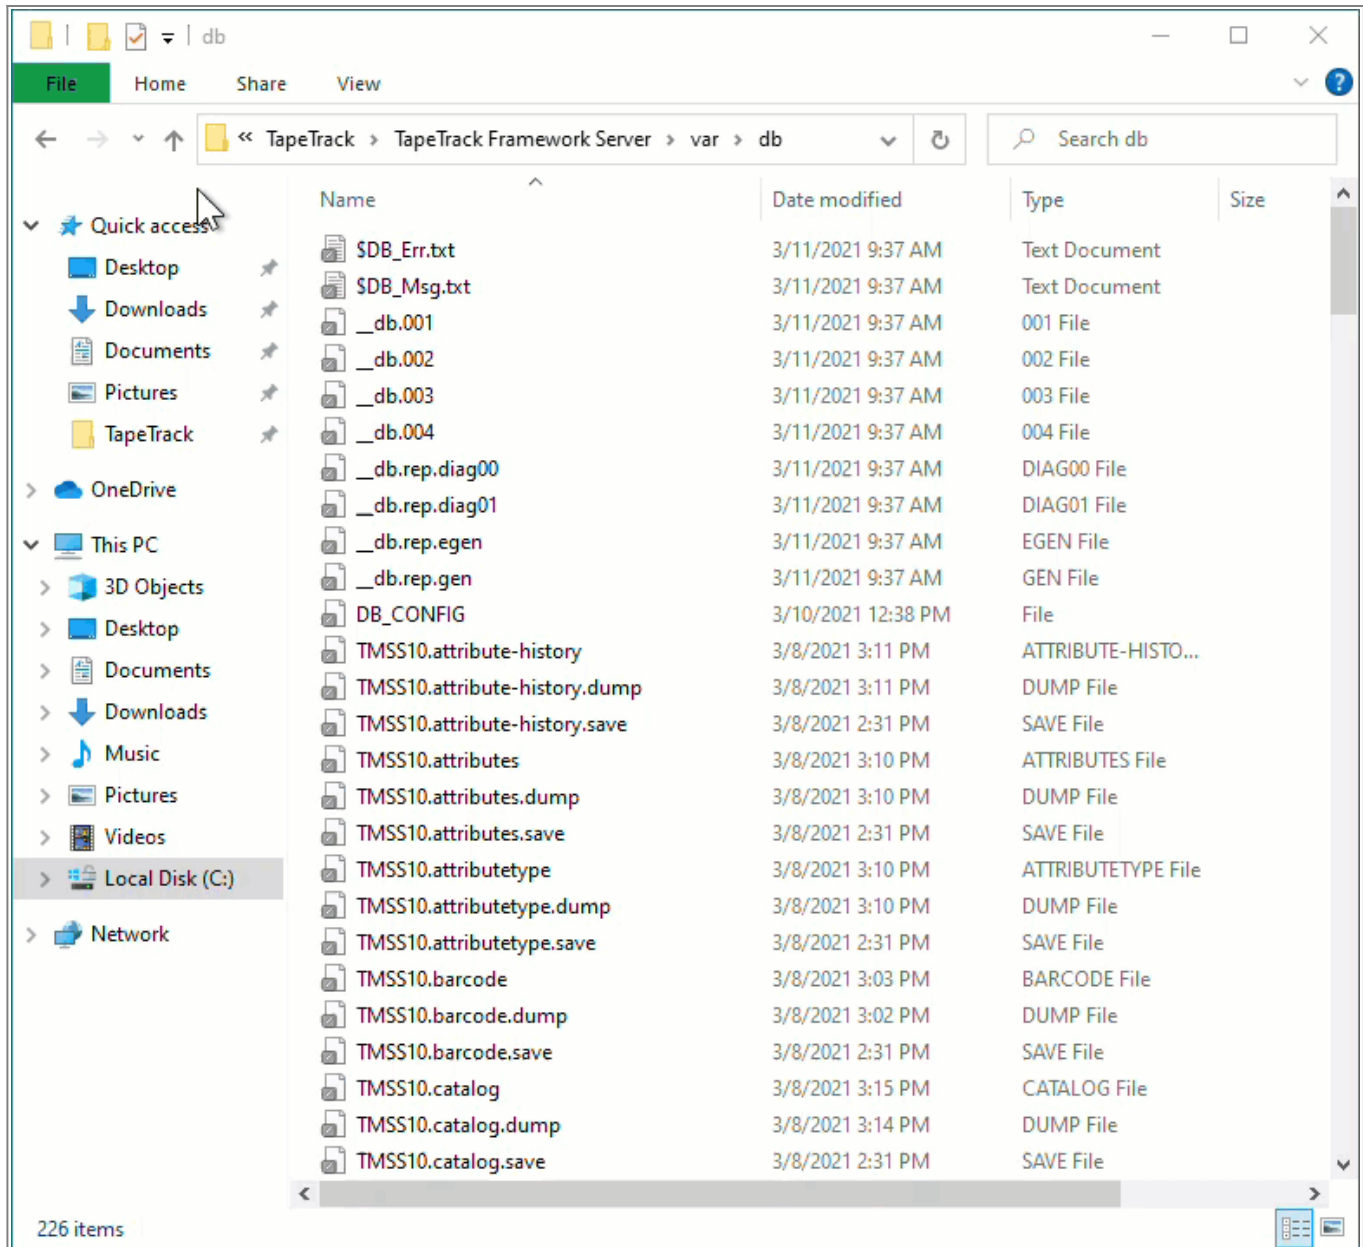 db
File Home Share View
« TapeTrack > TapeTrack Framework Server > var > db
Search db
Quick access
Desktop
Downloads
Documents
Pictures
TapeTrack
OneDrive
This PC
3D Objects
Desktop
Documents
Downloads
Music
Pictures
Videos
Local Disk (C:)
Network
Name Date modified Type Size
$DB_Err.txt 3/11/2021 9:37 AM Text Document
$DB_Msg.txt 3/11/2021 9:37 AM Text Document
__db.001 3/11/2021 9:37 AM 001 File
__db.002 3/11/2021 9:37 AM 002 File
__db.003 3/11/2021 9:37 AM 003 File
__db.004 3/11/2021 9:37 AM 004 File
__db.rep.diag00 3/11/2021 9:37 AM DIAG00 File
__db.rep.diag01 3/11/2021 9:37 AM DIAG01 File
__db.rep.egen 3/11/2021 9:37 AM EGEN File
__db.rep.gen 3/11/2021 9:37 AM GEN File
DB_CONFIG 3/10/2021 12:38 PM File
TMSS10.attribute-history 3/8/2021 3:11 PM ATTRIBUTE-HISTO...
TMSS10.attribute-history.dump 3/8/2021 3:11 PM DUMP File
TMSS10.attribute-history.save 3/8/2021 2:31 PM SAVE File
TMSS10.attributes 3/8/2021 3:10 PM ATTRIBUTES File
TMSS10.attributes.dump 3/8/2021 3:10 PM DUMP File
TMSS10.attributes.save 3/8/2021 2:31 PM SAVE File
TMSS10.attributetype 3/8/2021 3:10 PM ATTRIBUTETYPE File
TMSS10.attributetype.dump 3/8/2021 3:10 PM DUMP File
TMSS10.attributetype.save 3/8/2021 2:31 PM SAVE File
TMSS10.barcode 3/8/2021 3:03 PM BARCODE File
TMSS10.barcode.dump 3/8/2021 3:02 PM DUMP File
TMSS10.barcode.save 3/8/2021 2:31 PM SAVE File
TMSS10.catalog 3/8/2021 3:15 PM CATALOG File
TMSS10.catalog.dump 3/8/2021 3:14 PM DUMP File
TMSS10.catalog.save 3/8/2021 2:31 PM SAVE File
226 items